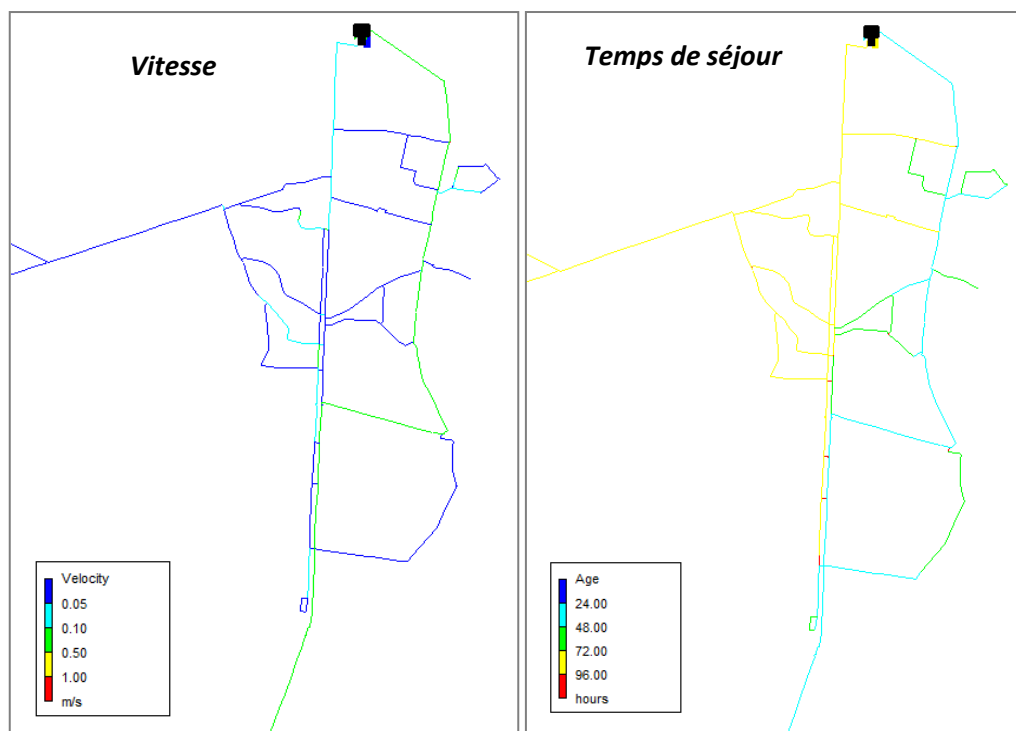 Vitesse
Velocity
0.05
0.10
0.50
1.00
m/s
Temps de séjour
Age
24.00
48.00
72.00
96.00
hours